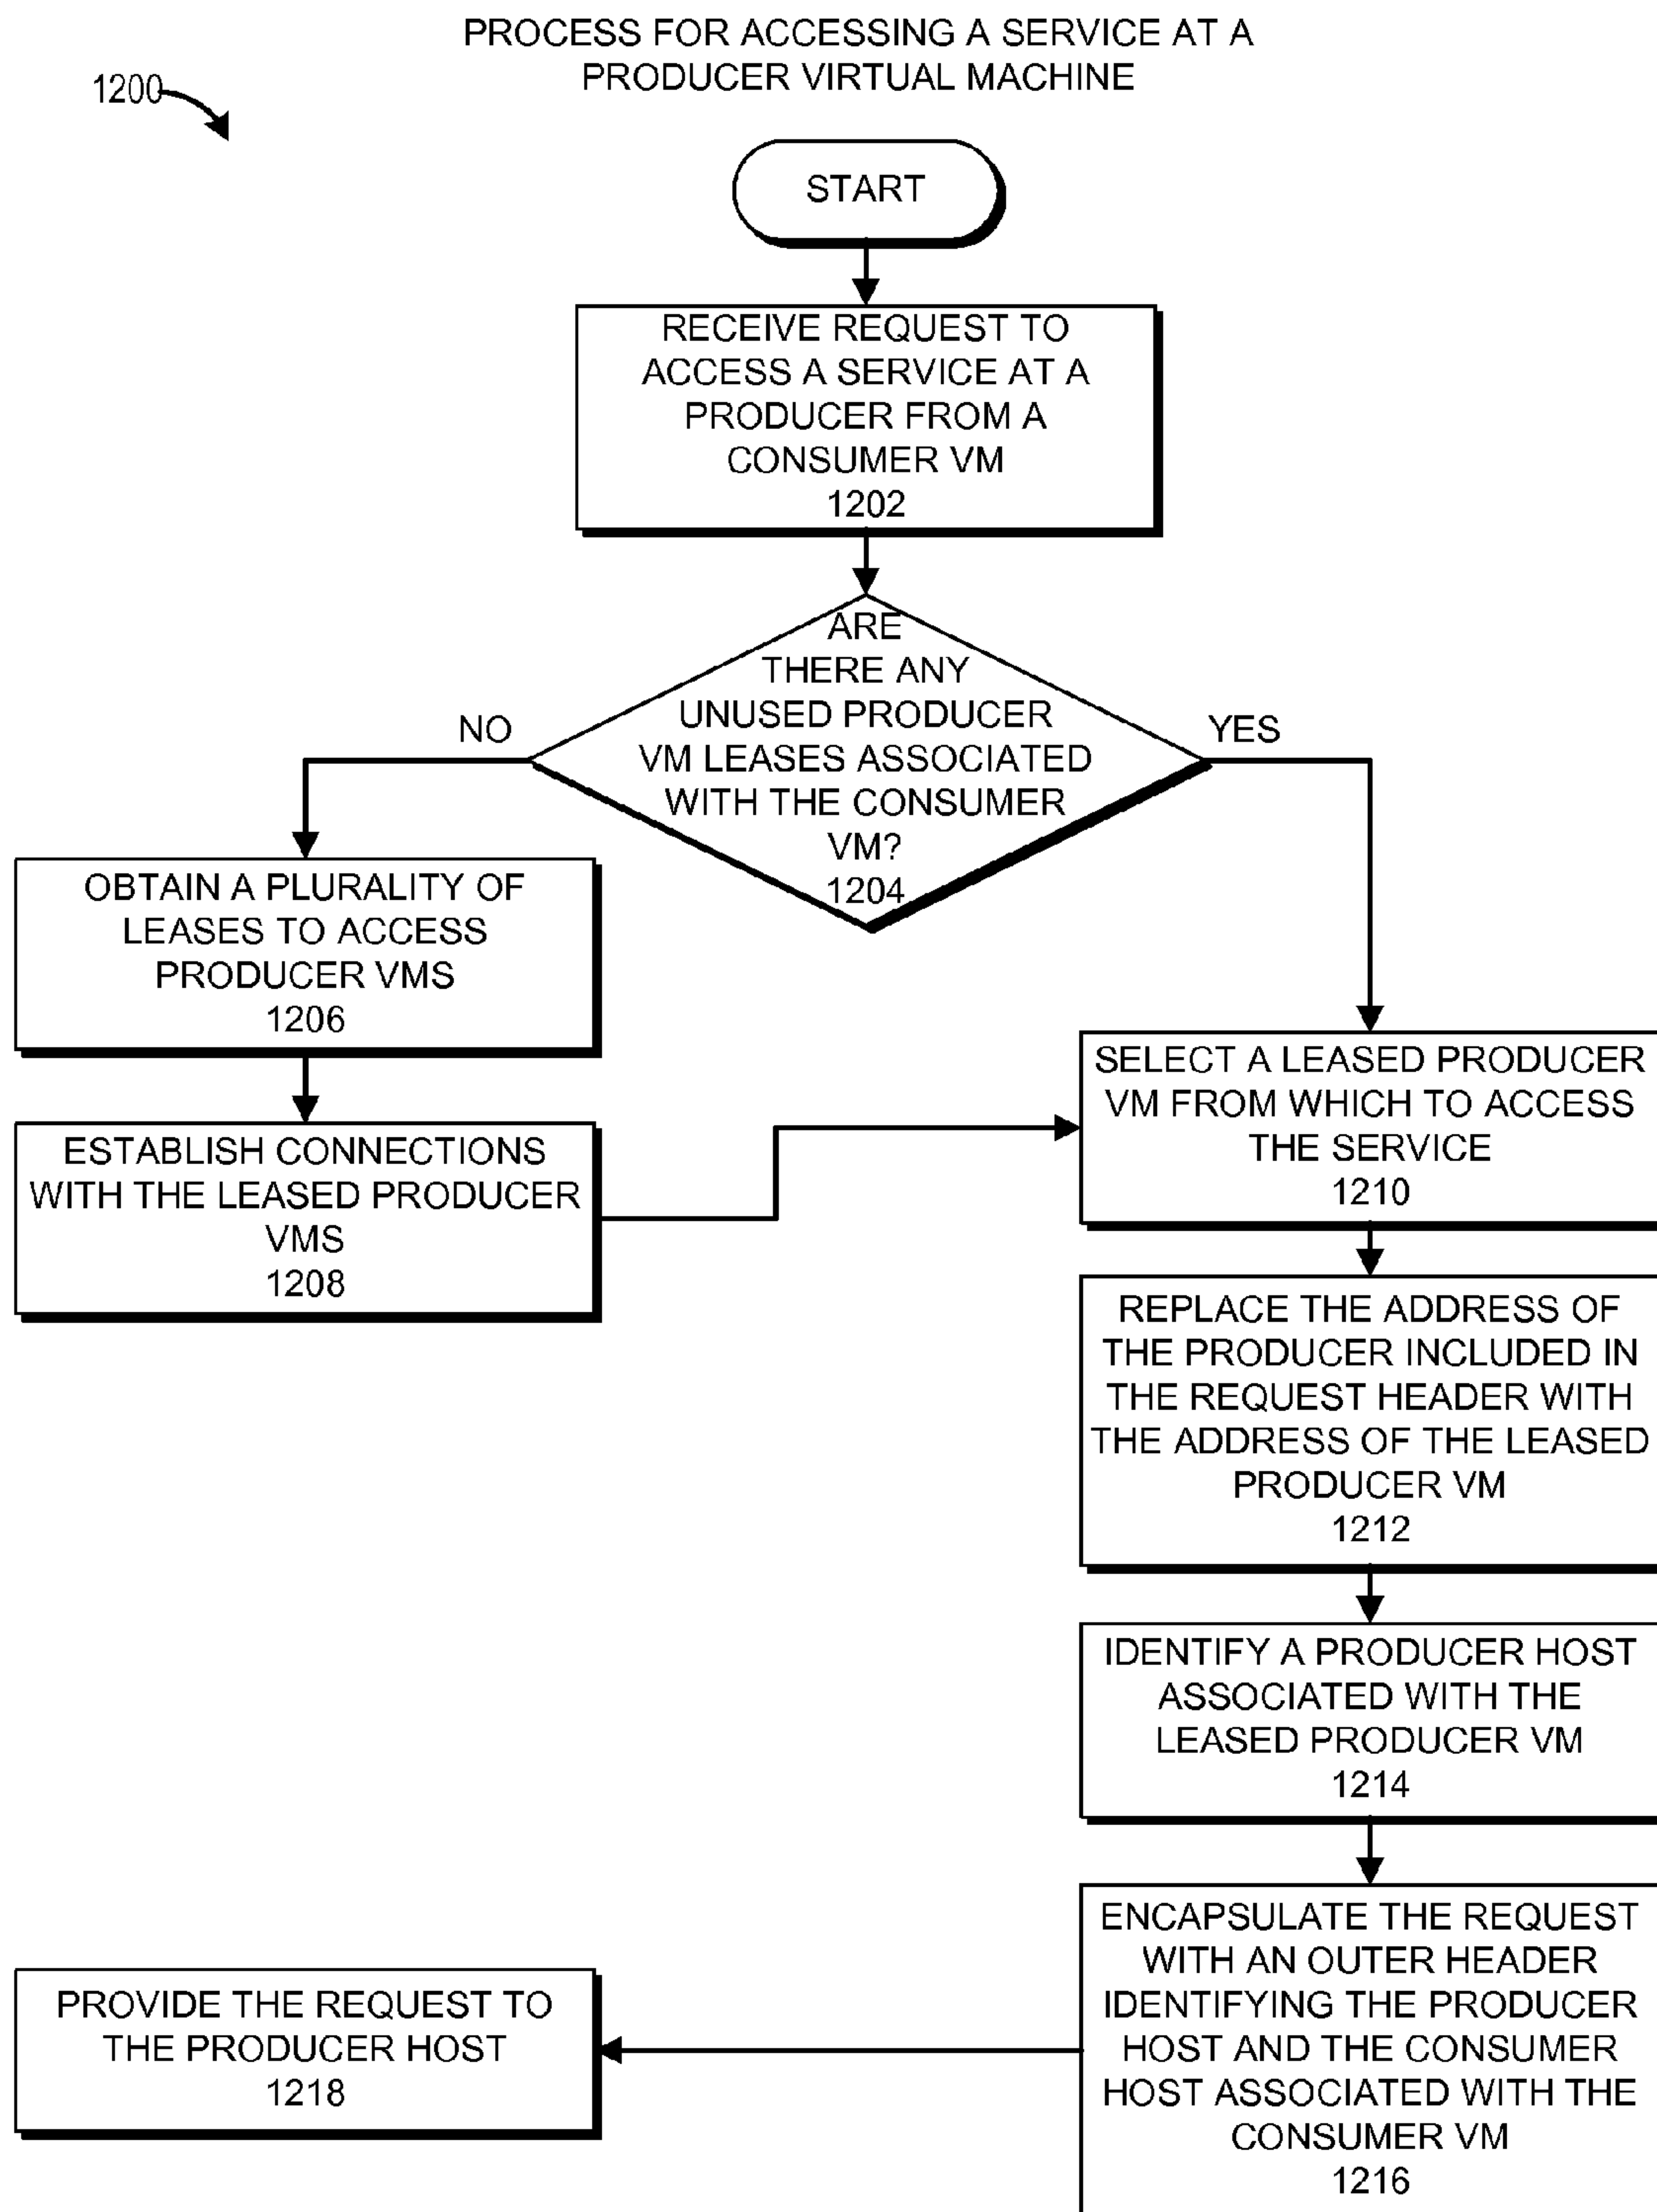 PROCESS FOR ACCESSING A SERVICE AT A
PRODUCER VIRTUAL MACHINE
1200
START
RECEIVE REQUEST TO
ACCESS A SERVICE AT A
PRODUCER FROM A
CONSUMER VM
1202
ARE
THERE ANY
UNUSED PRODUCER
VM LEASES ASSOCIATED
WITH THE CONSUMER
VM?
1204
NO
YES
OBTAIN A PLURALITY OF
LEASES TO ACCESS
PRODUCER VMS
1206
ESTABLISH CONNECTIONS
WITH THE LEASED PRODUCER
VMS
1208
SELECT A LEASED PRODUCER
VM FROM WHICH TO ACCESS
THE SERVICE
1210
REPLACE THE ADDRESS OF
THE PRODUCER INCLUDED IN
THE REQUEST HEADER WITH
THE ADDRESS OF THE LEASED
PRODUCER VM
1212
IDENTIFY A PRODUCER HOST
ASSOCIATED WITH THE
LEASED PRODUCER VM
1214
ENCAPSULATE THE REQUEST
WITH AN OUTER HEADER
IDENTIFYING THE PRODUCER
HOST AND THE CONSUMER
HOST ASSOCIATED WITH THE
CONSUMER VM
1216
PROVIDE THE REQUEST TO
THE PRODUCER HOST
1218